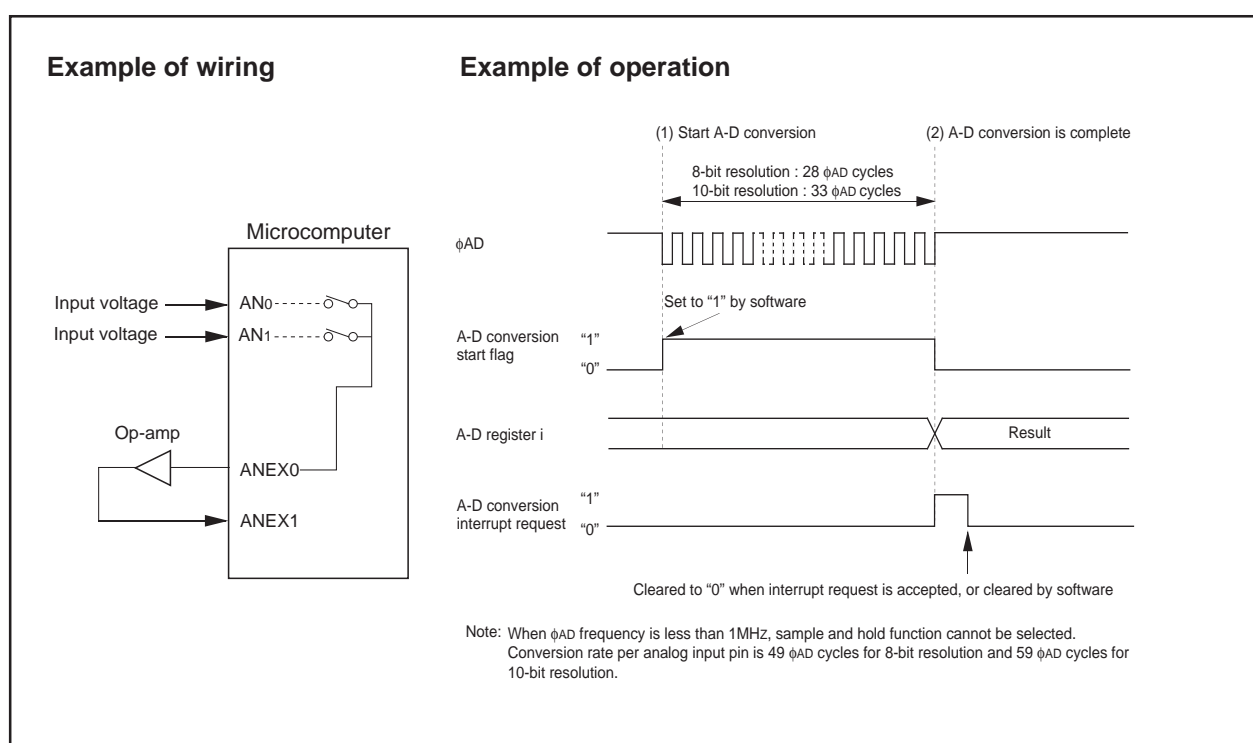 Example of wiring
Example of operation
Microcomputer
Input voltage
AN0
Input voltage
AN1
Op-amp
ANEX0
ANEX1
(1) Start A-D conversion
(2) A-D conversion is complete
8-bit resolution : 28 ϕAD cycles
10-bit resolution : 33 ϕAD cycles
ϕAD
Set to “1” by software
A-D conversion
start flag
“1”
“0”
A-D register i
Result
A-D conversion
interrupt request
“1”
“0”
Cleared to “0” when interrupt request is accepted, or cleared by software
Note: When ϕAD frequency is less than 1MHZ, sample and hold function cannot be selected.
Conversion rate per analog input pin is 49 ϕAD cycles for 8-bit resolution and 59 ϕAD cycles for
10-bit resolution.